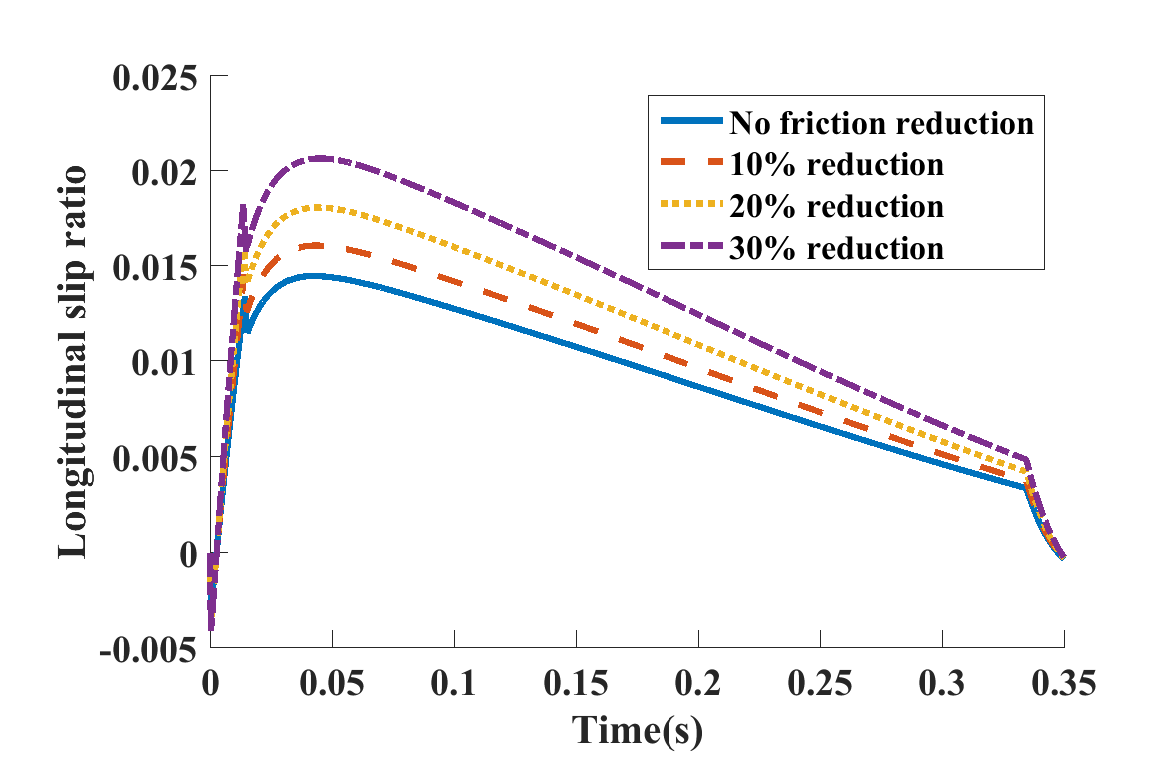 0.025
0.02
0.015
0.01
0.005
0
-0.005
Longitudinal slip ratio
No friction reduction
10% reduction
20% reduction
30% reduction
0 0.05 0.1 0.15 0.2 0.25 0.3 0.35
Time(s)